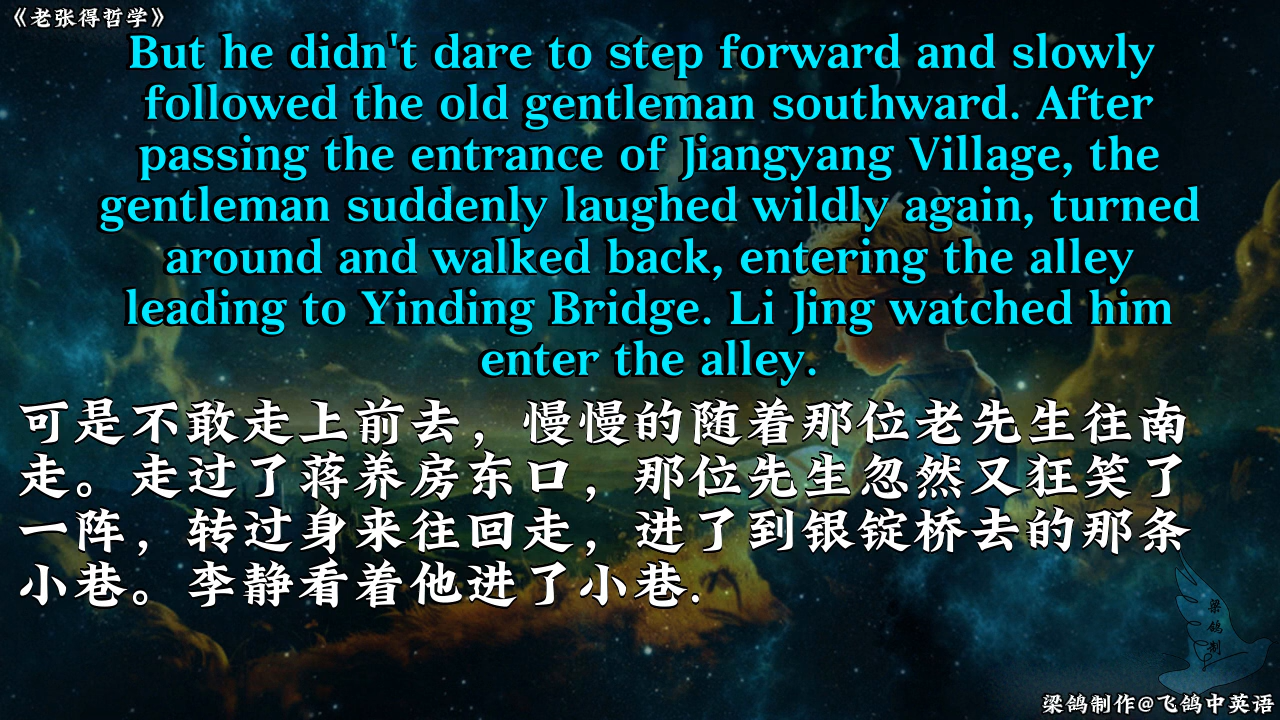 《老张得哲学》
But he didn't dare to step forward and slowly
followed the old gentleman southward. After
passing the entrance of Jiangyang Village, the
gentleman suddenly laughed wildly again, turned
around and walked back, entering the alley
leading to Yinding Bridge. Li Jing watched him
enter the alley.
可是不敢走上前去，慢慢的随着那位老先生往南
走。走过了蒋养房东口，那位先生忽然又狂笑了
一阵，转过身来往回走，进了到银锭桥去的那条
小巷。李静看着他进了小巷.
梁鸽制
梁鸽制作@飞鸽中英语